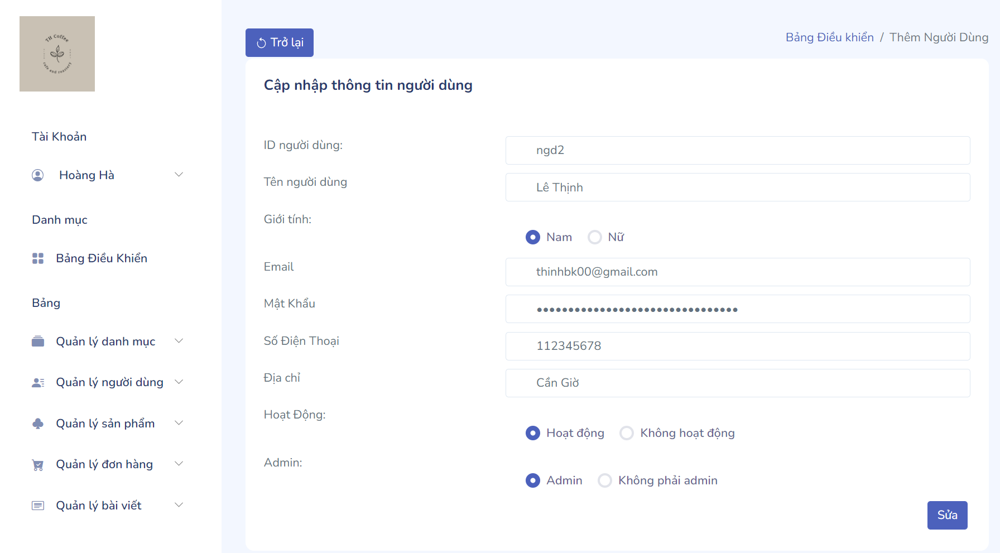 TH Coffee
cafe and roastery
Tài Khoản
Hoàng Hà
Danh mục
Bảng Điều Khiển
Bảng
Quản lý danh mục
Quản lý người dùng
Quản lý sản phẩm
Quản lý đơn hàng
Quản lý bài viết
Trở lại
Bảng Điều khiển / Thêm Người Dùng
Cập nhập thông tin người dùng
ID người dùng: ngd2
Tên người dùng Lê Thịnh
Giới tính:
Nam Nữ
Email thinhbk00@gmail.com
Mật Khẩu ••••••••••••••••••••••••••••••••
Số Điện Thoại 112345678
Địa chỉ Cần Giờ
Hoạt Động:
Hoạt động Không hoạt động
Admin:
Admin Không phải admin
Sửa